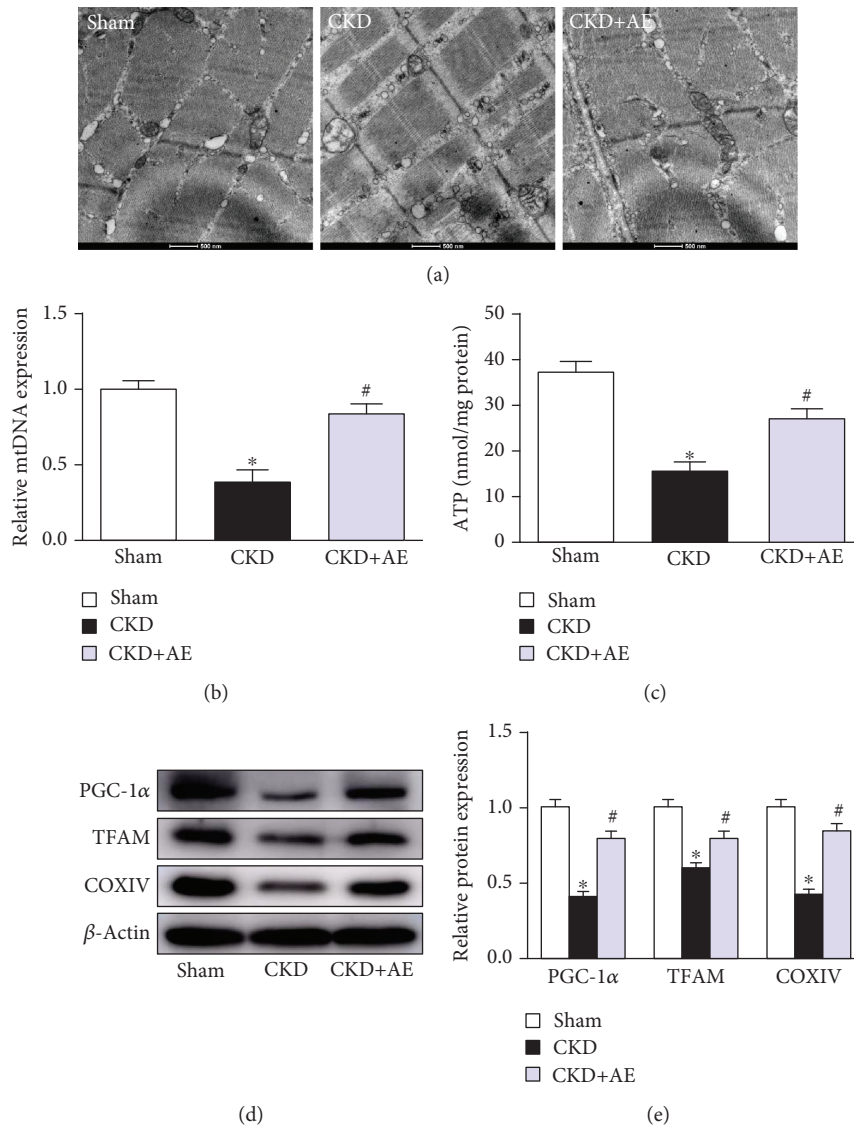 Sham
CKD
CKD+AE
500 nm
500 nm
500 nm
(a)
Relative mtDNA expression
1.5
1.0
0.5
0.0
*
#
Sham
CKD
CKD+AE
Sham
CKD
CKD+AE
(b)
ATP (nmol/mg protein)
50
40
30
20
10
0
*
#
Sham
CKD
CKD+AE
Sham
CKD
CKD+AE
(c)
PGC-1α
TFAM
COXIV
β-Actin
Sham
CKD
CKD+AE
(d)
Relative protein expression
1.5
1.0
0.5
0.0
*
#
*
#
*
#
PGC-1α
TFAM
COXIV
Sham
CKD
CKD+AE
(e)